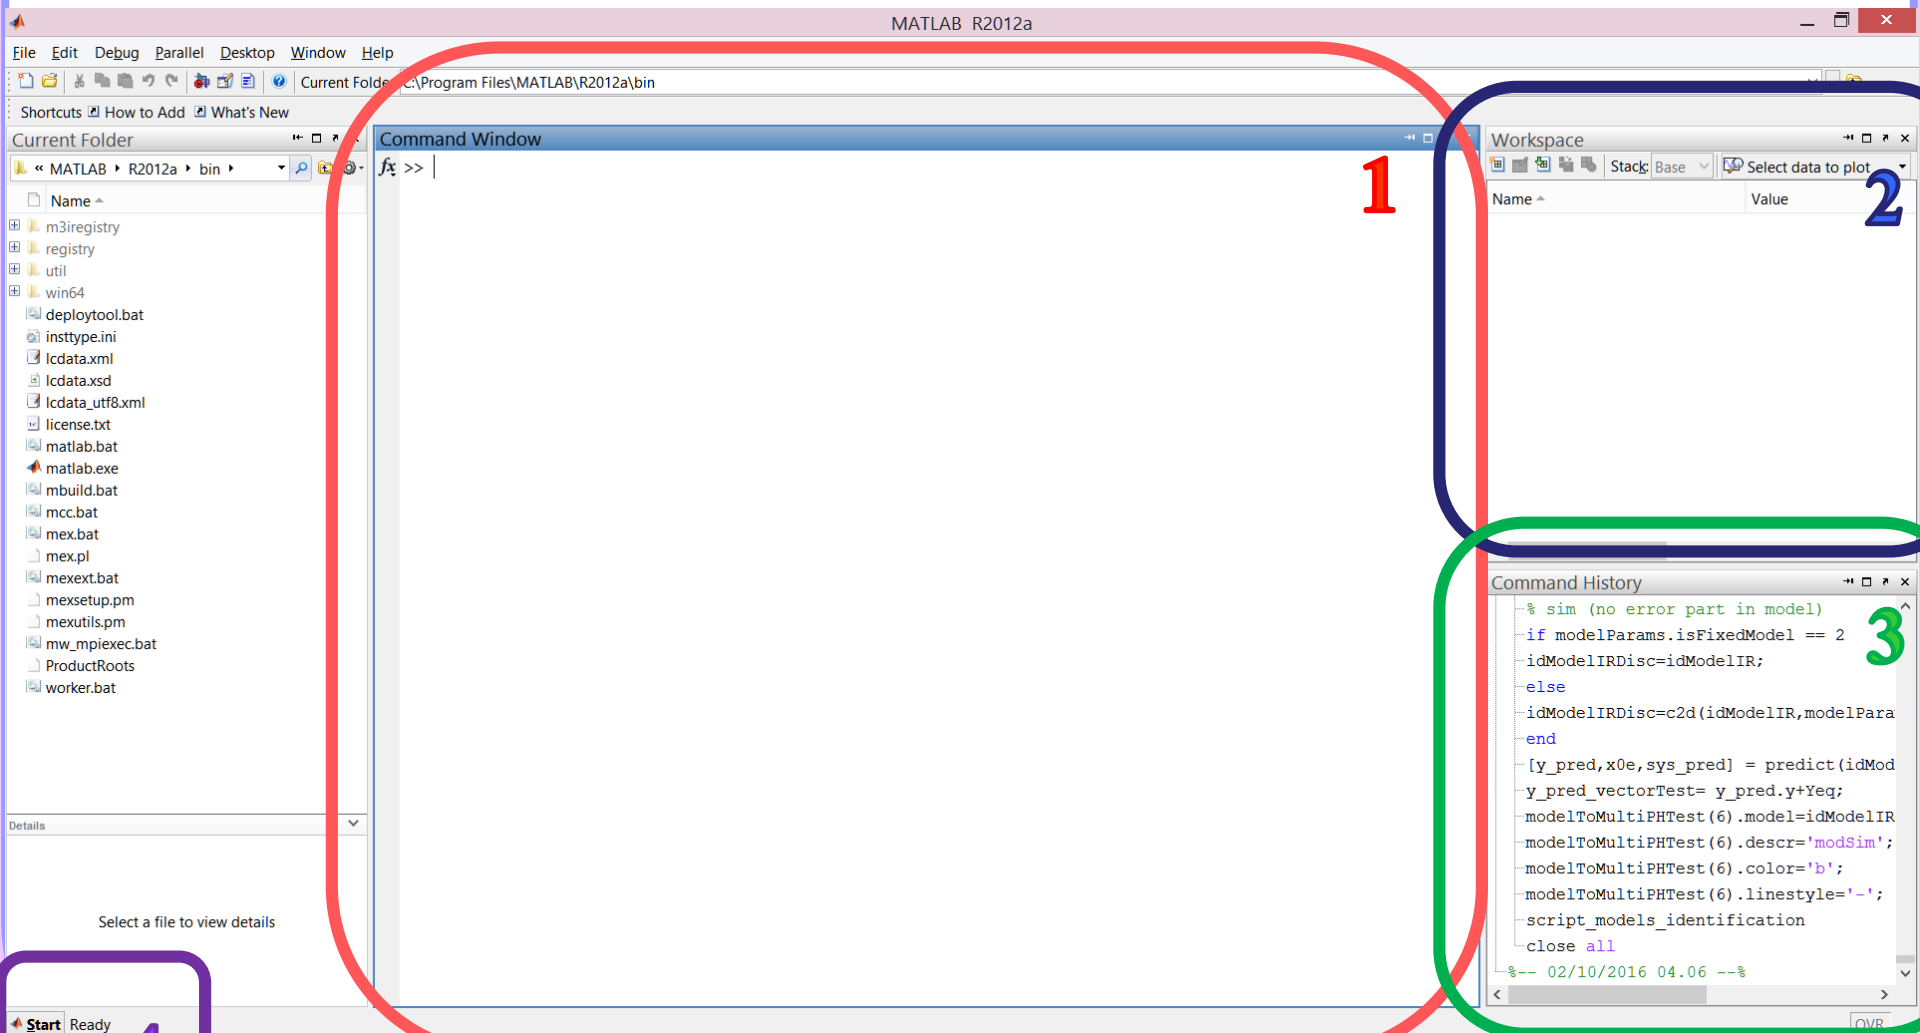 MATLAB R2012a
File Edit Debug Parallel Desktop Window Help
Current Folde C:\Program Files\MATLAB\R2012a\bin
Shortcuts How to Add What's New
Current Folder
« MATLAB R2012a bin
Name
m3iregistry
registry
util
win64
deploytool.bat
insttype.ini
lcdata.xml
lcdata.xsd
lcdata_utf8.xml
license.txt
matlab.bat
matlab.exe
mbuild.bat
mcc.bat
mex.bat
mex.pl
mexext.bat
mexsetup.pm
mexutils.pm
mw_mpiexec.bat
ProductRoots
worker.bat
Details
Select a file to view details
Start Ready
Command Window
fx >>
1
Workspace
Stack: Base Select data to plot
Name Value
2
Command History
% sim (no error part in model)
if modelParams.isFixedModel == 2
idModelIRDisc=idModelIR;
else
idModelIRDisc=c2d(idModelIR,modelPara
end
[y_pred,x0e,sys_pred] = predict(idMod
y_pred_vectorTest= y_pred.y+Yeq;
modelToMultiPHTest(6).model=idModelIR
modelToMultiPHTest(6).descr='modSim';
modelToMultiPHTest(6).color='b';
modelToMultiPHTest(6).linestyle='-';
script_models_identification
close all
%-- 02/10/2016 04.06 --%
3
OVR